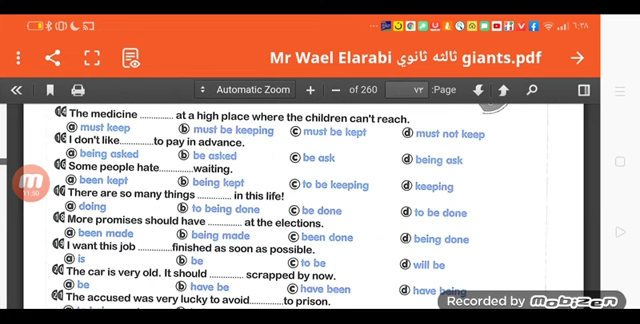 ٦:٣٨
Mr Wael Elarabi ثالثه ثانوي giants.pdf
Automatic Zoom
of 260
٧٣
:Page
The medicine ............. at a high place where the children can't reach.
ⓐ must keep ⓑ must be keeping ⓒ must be kept ⓓ must not keep
I don't like.............to pay in advance.
ⓐ being asked ⓑ be asked ⓒ be ask ⓓ being ask
Some people hate.............waiting.
ⓐ been kept ⓑ being kept ⓒ to be keeping ⓓ keeping
There are so many things ............. in this life!
ⓐ doing ⓑ to being done ⓒ be done ⓓ to be done
More promises should have ............. at the elections.
ⓐ been made ⓑ being made ⓒ been done ⓓ being done
I want this job .............finished as soon as possible.
ⓐ is ⓑ be ⓒ to be ⓓ will be
The car is very old. It should ............. scrapped by now.
ⓐ be ⓑ have be ⓒ have been ⓓ have being
The accused was very lucky to avoid.............to prison.
11:50
Recorded by Mobizen